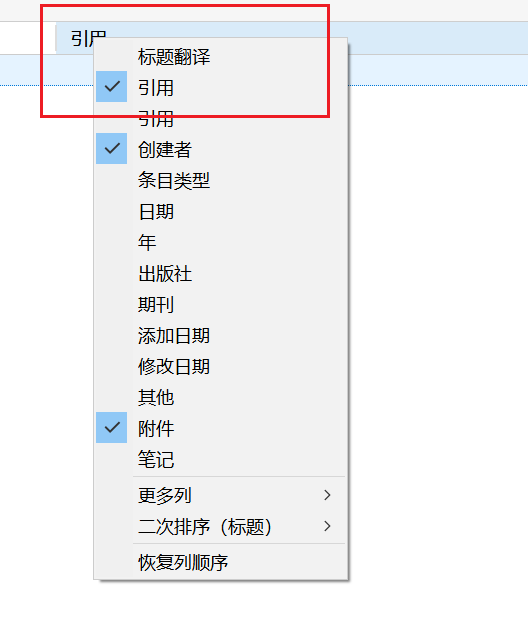 引用
标题翻译
引用
引用
创建者
条目类型
日期
年
出版社
期刊
添加日期
修改日期
其他
附件
笔记
更多列
二次排序（标题）
恢复列顺序